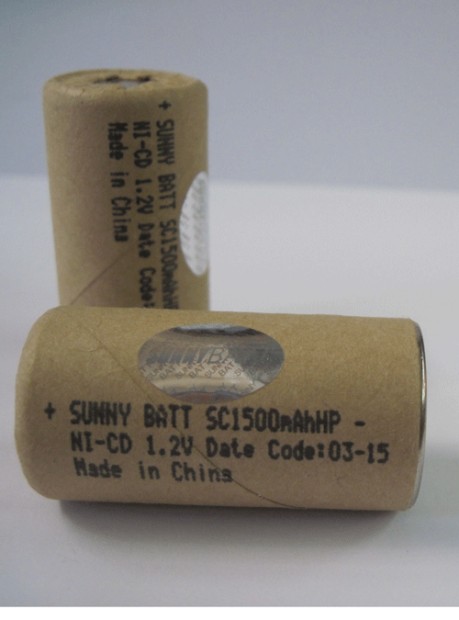 + SUNNY BATT SC1500mAhHP
NI-CD 1.2V Date Code:
Made in China
SUNNYBATT
+ SUNNY BATT SC1500mAhHP -
NI-CD 1.2V Date Code:03-15
Made in China